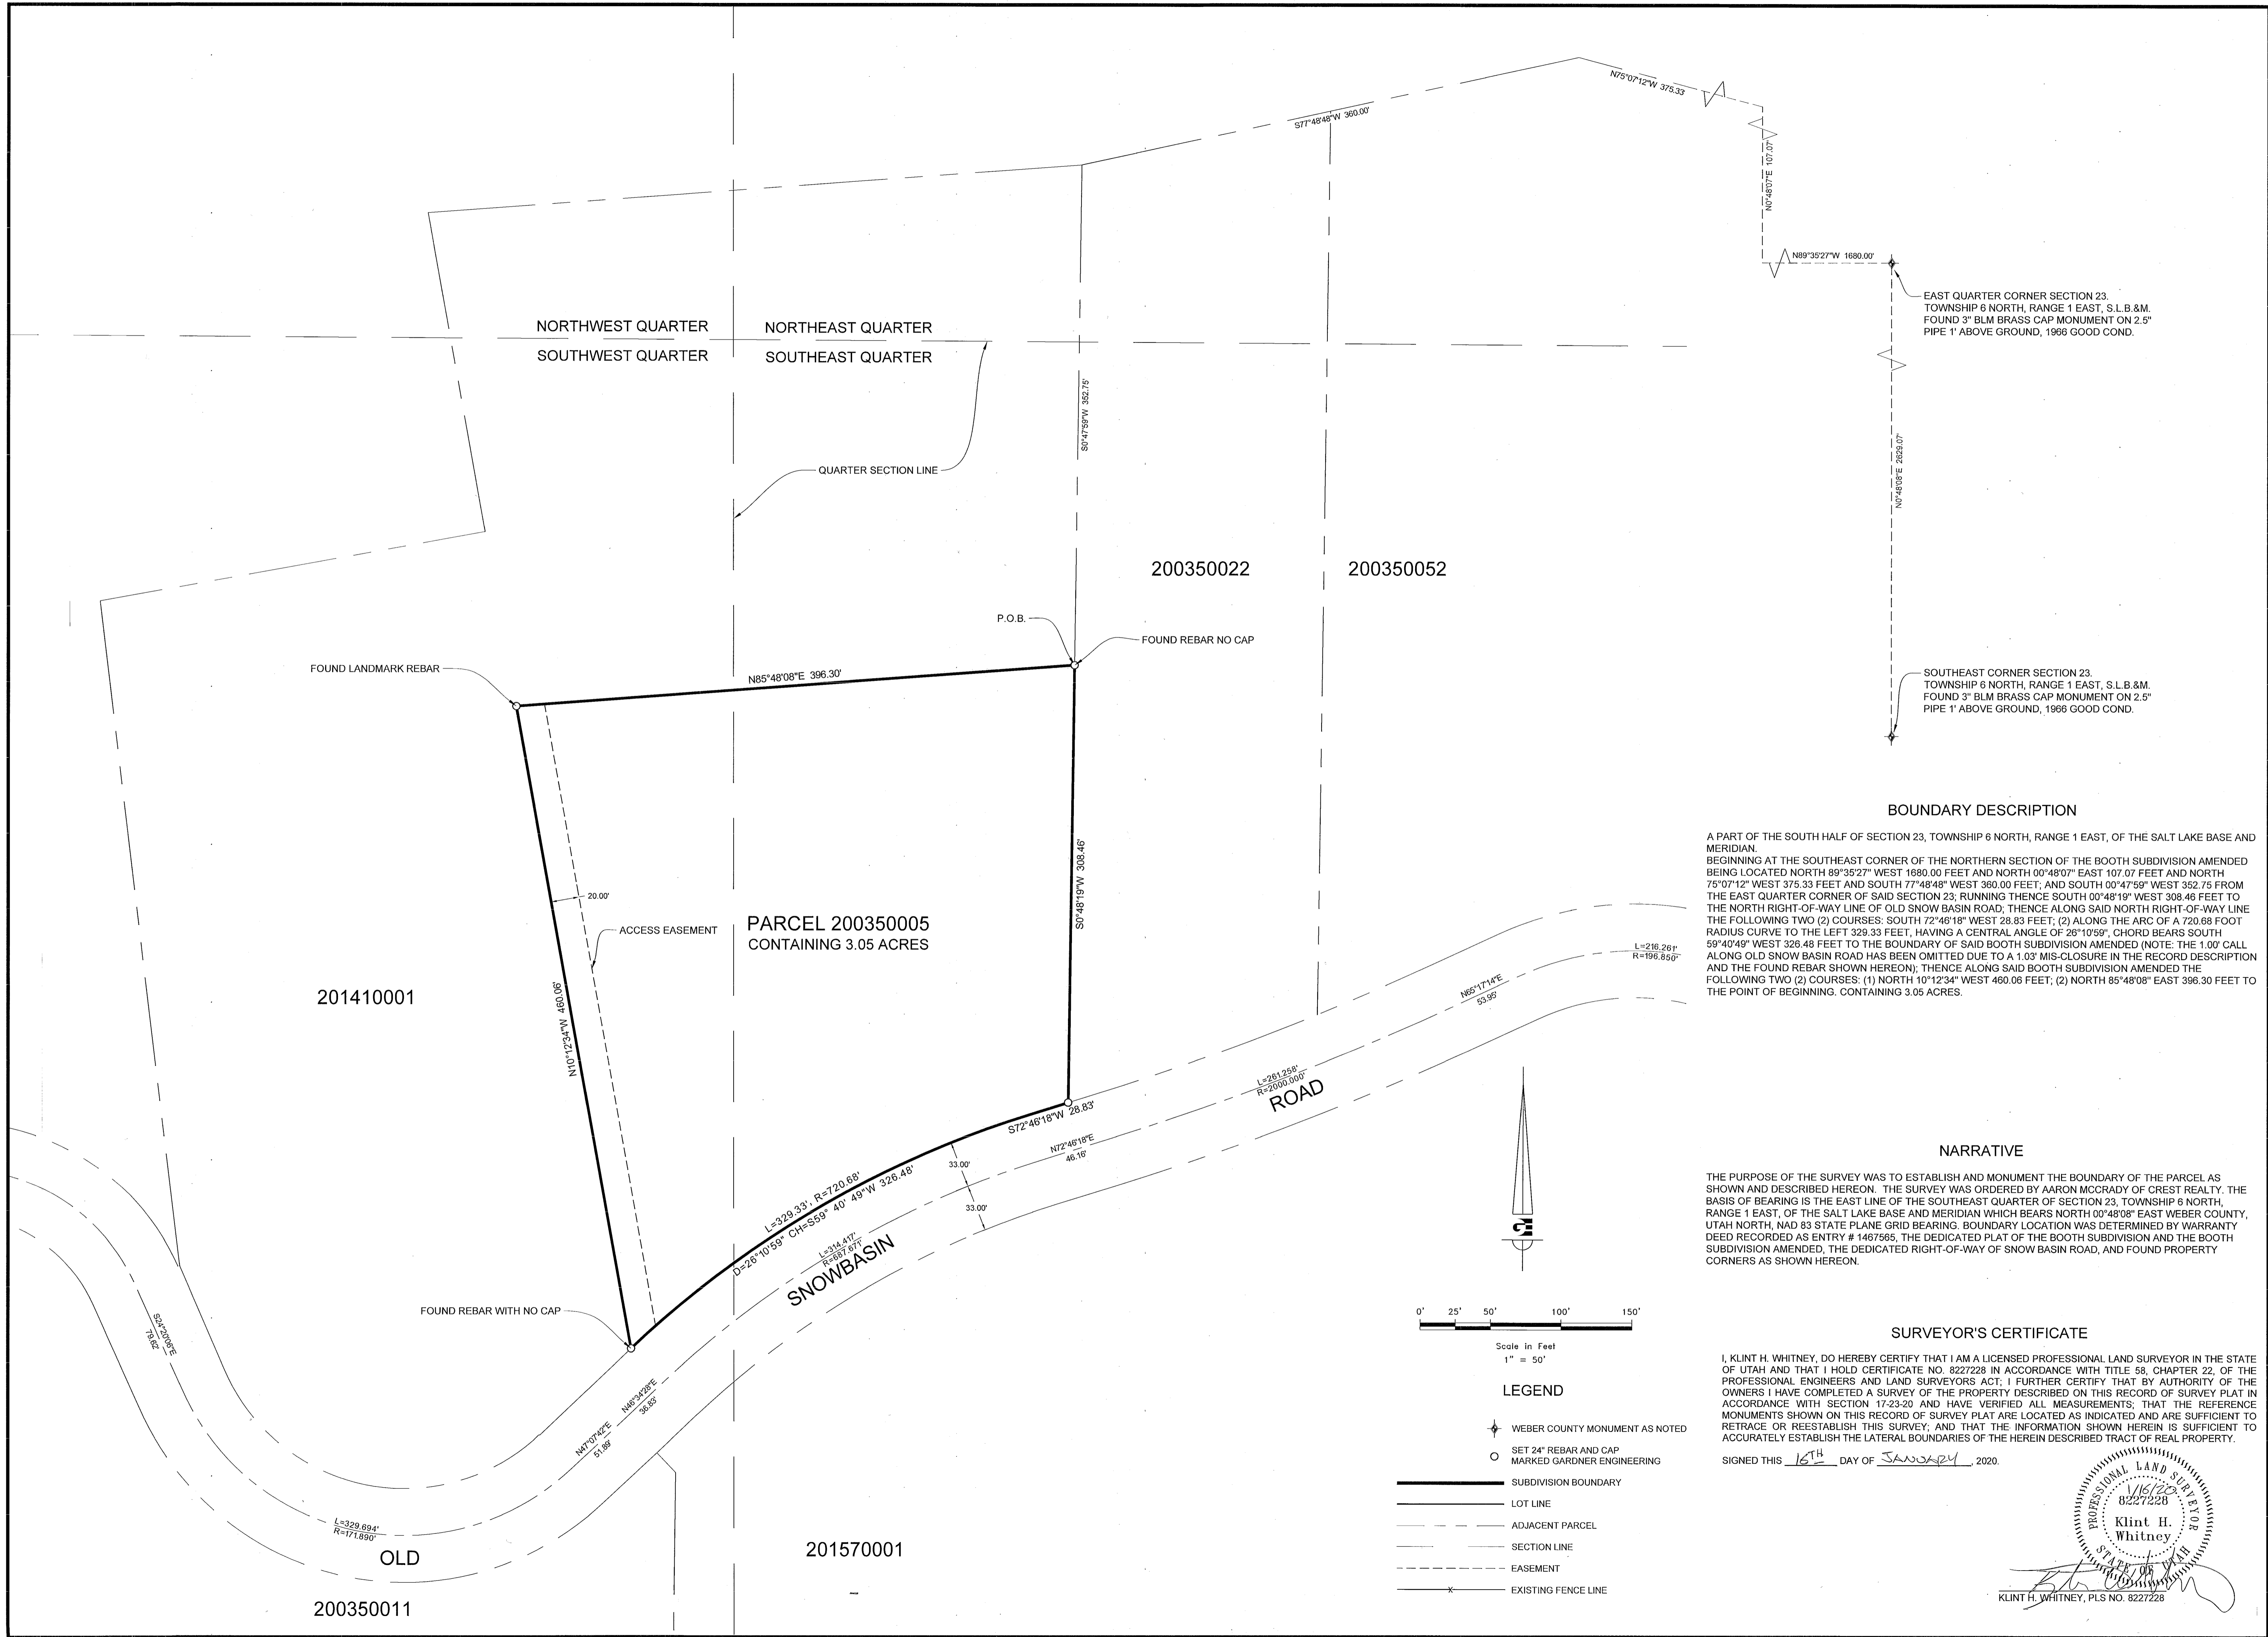 N75°07'12"W 375.33'
S77°48'48"W 360.00'
N0°48'07"E 107.07'
N89°35'27"W 1680.00'
EAST QUARTER CORNER SECTION 23.
TOWNSHIP 6 NORTH, RANGE 1 EAST, S.L.B.&M.
FOUND 3" BLM BRASS CAP MONUMENT ON 2.5"
PIPE 1' ABOVE GROUND, 1966 GOOD COND.
NORTHWEST QUARTER
NORTHEAST QUARTER
SOUTHWEST QUARTER
SOUTHEAST QUARTER
S0°47'59"W 352.75'
QUARTER SECTION LINE
N0°48'08"E 2629.07'
200350022
200350052
P.O.B.
FOUND REBAR NO CAP
FOUND LANDMARK REBAR
N85°48'08"E 396.30'
SOUTHEAST CORNER SECTION 23.
TOWNSHIP 6 NORTH, RANGE 1 EAST, S.L.B.&M.
FOUND 3" BLM BRASS CAP MONUMENT ON 2.5"
PIPE 1' ABOVE GROUND, 1966 GOOD COND.
20.00'
ACCESS EASEMENT
PARCEL 200350005
CONTAINING 3.05 ACRES
S0°48'19"W 308.46'
201410001
N10°12'34"W 460.06'
L=216.261'
R=196.850'
N65°17'14"E
53.95'
L=261.258'
R=2000.000'
ROAD
S72°46'18"W 28.83'
N72°46'18"E
46.16'
33.00'
33.00'
L=329.33', R=720.68'
D=26°10'59" CH=S59° 40' 49"W 326.48'
L=314.417'
R=687.671'
SNOWBASIN
FOUND REBAR WITH NO CAP
S24°20'06"E
79.62'
N46°34'28"E
36.83'
N47°07'42"E
51.89'
L=329.694'
R=171.890'
OLD
201570001
200350011
BOUNDARY DESCRIPTION
A PART OF THE SOUTH HALF OF SECTION 23, TOWNSHIP 6 NORTH, RANGE 1 EAST, OF THE SALT LAKE BASE AND
MERIDIAN.
BEGINNING AT THE SOUTHEAST CORNER OF THE NORTHERN SECTION OF THE BOOTH SUBDIVISION AMENDED
BEING LOCATED NORTH 89°35'27" WEST 1680.00 FEET AND NORTH 00°48'07" EAST 107.07 FEET AND NORTH
75°07'12" WEST 375.33 FEET AND SOUTH 77°48'48" WEST 360.00 FEET; AND SOUTH 00°47'59" WEST 352.75 FROM
THE EAST QUARTER CORNER OF SAID SECTION 23; RUNNING THENCE SOUTH 00°48'19" WEST 308.46 FEET TO
THE NORTH RIGHT-OF-WAY LINE OF OLD SNOW BASIN ROAD; THENCE ALONG SAID NORTH RIGHT-OF-WAY LINE
THE FOLLOWING TWO (2) COURSES: SOUTH 72°46'18" WEST 28.83 FEET; (2) ALONG THE ARC OF A 720.68 FOOT
RADIUS CURVE TO THE LEFT 329.33 FEET, HAVING A CENTRAL ANGLE OF 26°10'59", CHORD BEARS SOUTH
59°40'49" WEST 326.48 FEET TO THE BOUNDARY OF SAID BOOTH SUBDIVISION AMENDED (NOTE: THE 1.00' CALL
ALONG OLD SNOW BASIN ROAD HAS BEEN OMITTED DUE TO A 1.03' MIS-CLOSURE IN THE RECORD DESCRIPTION
AND THE FOUND REBAR SHOWN HEREON); THENCE ALONG SAID BOOTH SUBDIVISION AMENDED THE
FOLLOWING TWO (2) COURSES: (1) NORTH 10°12'34" WEST 460.06 FEET; (2) NORTH 85°48'08" EAST 396.30 FEET TO
THE POINT OF BEGINNING. CONTAINING 3.05 ACRES.
NARRATIVE
THE PURPOSE OF THE SURVEY WAS TO ESTABLISH AND MONUMENT THE BOUNDARY OF THE PARCEL AS
SHOWN AND DESCRIBED HEREON. THE SURVEY WAS ORDERED BY AARON MCCRADY OF CREST REALTY. THE
BASIS OF BEARING IS THE EAST LINE OF THE SOUTHEAST QUARTER OF SECTION 23, TOWNSHIP 6 NORTH,
RANGE 1 EAST, OF THE SALT LAKE BASE AND MERIDIAN WHICH BEARS NORTH 00°48'08" EAST WEBER COUNTY,
UTAH NORTH, NAD 83 STATE PLANE GRID BEARING. BOUNDARY LOCATION WAS DETERMINED BY WARRANTY
DEED RECORDED AS ENTRY # 1467565, THE DEDICATED PLAT OF THE BOOTH SUBDIVISION AND THE BOOTH
SUBDIVISION AMENDED, THE DEDICATED RIGHT-OF-WAY OF SNOW BASIN ROAD, AND FOUND PROPERTY
CORNERS AS SHOWN HEREON.
0' 25' 50' 100' 150'
Scale in Feet
1" = 50'
LEGEND
WEBER COUNTY MONUMENT AS NOTED
SET 24" REBAR AND CAP
MARKED GARDNER ENGINEERING
SUBDIVISION BOUNDARY
LOT LINE
ADJACENT PARCEL
SECTION LINE
EASEMENT
X
EXISTING FENCE LINE
SURVEYOR'S CERTIFICATE
I, KLINT H. WHITNEY, DO HEREBY CERTIFY THAT I AM A LICENSED PROFESSIONAL LAND SURVEYOR IN THE STATE
OF UTAH AND THAT I HOLD CERTIFICATE NO. 8227228 IN ACCORDANCE WITH TITLE 58, CHAPTER 22, OF THE
PROFESSIONAL ENGINEERS AND LAND SURVEYORS ACT; I FURTHER CERTIFY THAT BY AUTHORITY OF THE
OWNERS I HAVE COMPLETED A SURVEY OF THE PROPERTY DESCRIBED ON THIS RECORD OF SURVEY PLAT IN
ACCORDANCE WITH SECTION 17-23-20 AND HAVE VERIFIED ALL MEASUREMENTS; THAT THE REFERENCE
MONUMENTS SHOWN ON THIS RECORD OF SURVEY PLAT ARE LOCATED AS INDICATED AND ARE SUFFICIENT TO
RETRACE OR REESTABLISH THIS SURVEY; AND THAT THE INFORMATION SHOWN HEREIN IS SUFFICIENT TO
ACCURATELY ESTABLISH THE LATERAL BOUNDARIES OF THE HEREIN DESCRIBED TRACT OF REAL PROPERTY.
SIGNED THIS 16TH DAY OF JANUARY, 2020.
PROFESSIONAL LAND SURVEYOR
1/16/20
8227228
Klint H.
Whitney
STATE OF UTAH
KLINT H. WHITNEY, PLS NO. 8227228